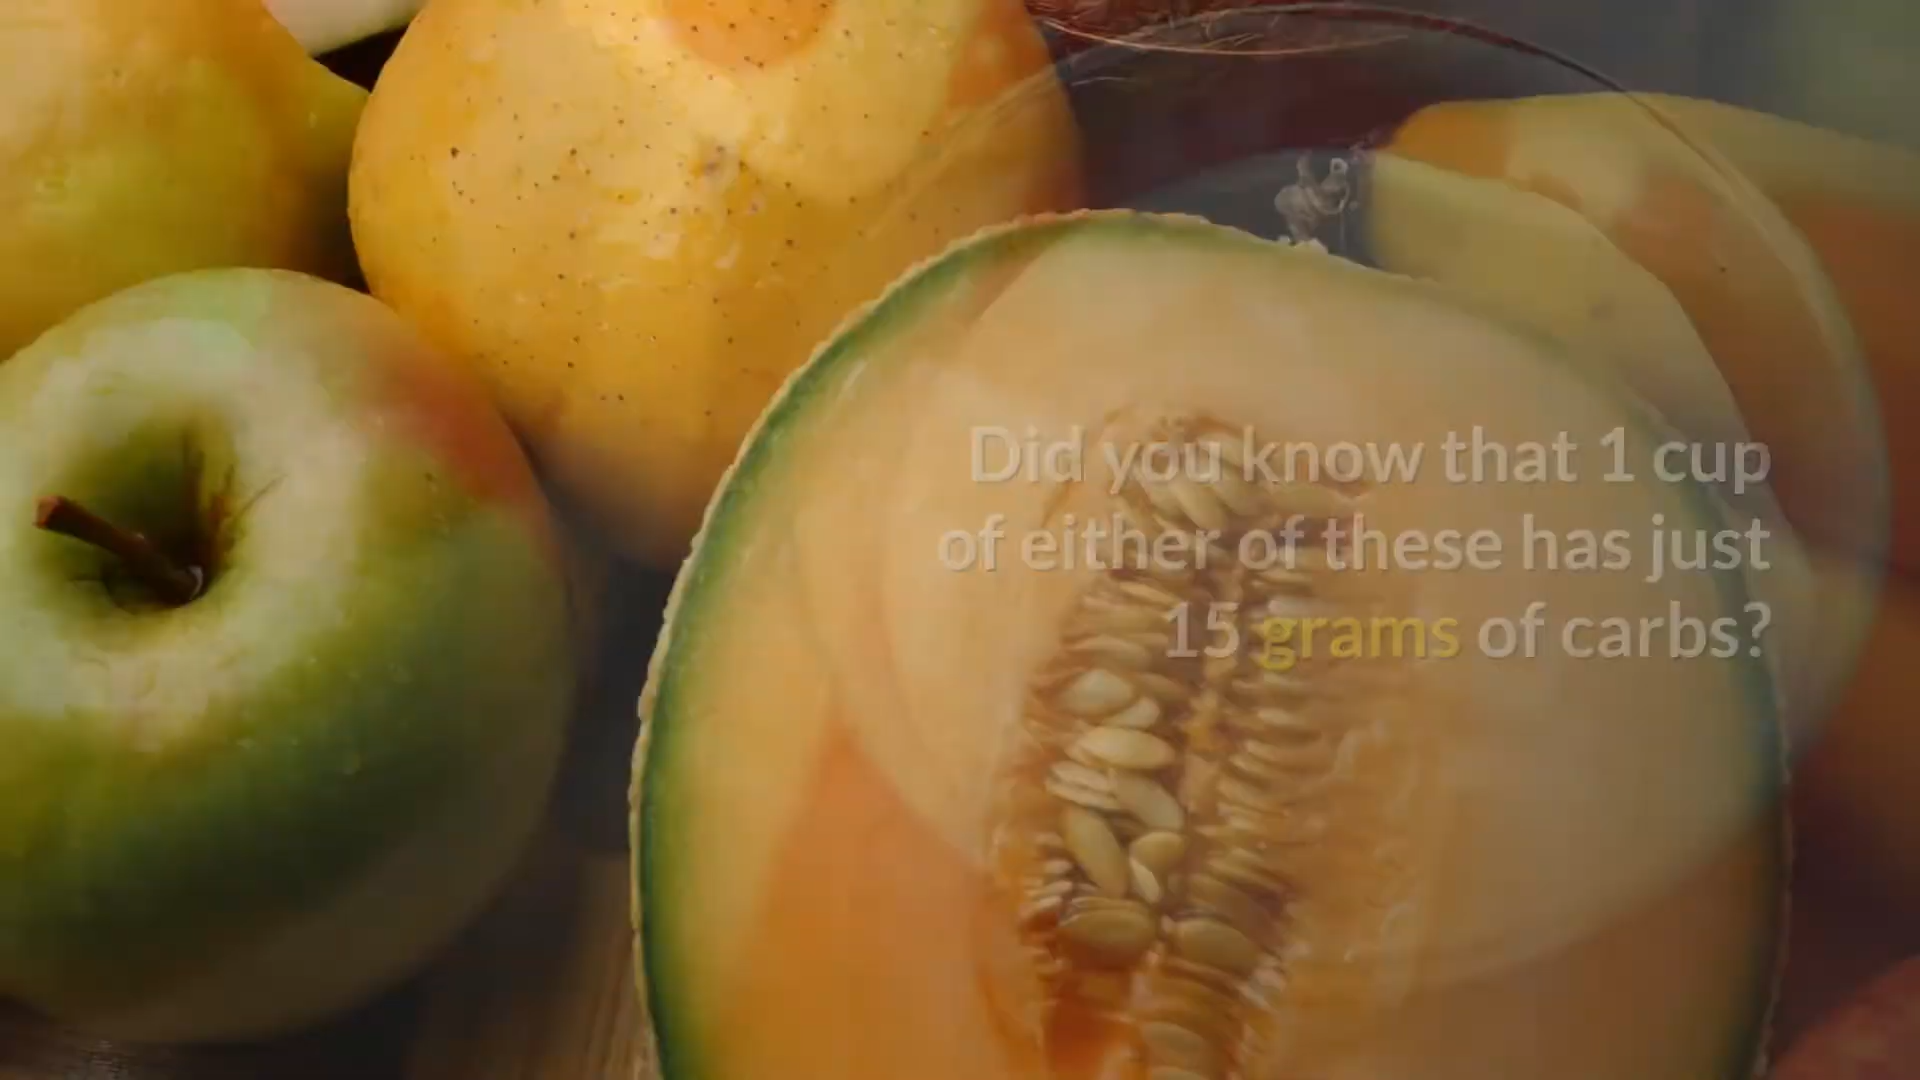 Did you know that 1 cup
of either of these has just
15 grams of carbs?